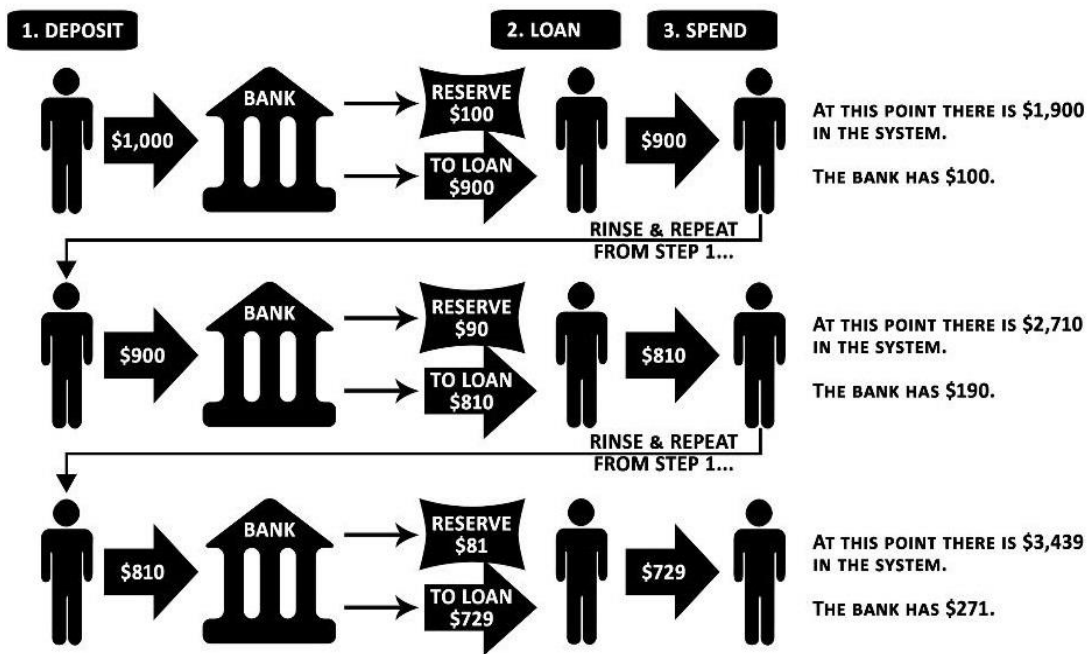 1. DEPOSIT
2. LOAN
3. SPEND
$1,000
BANK
RESERVE
$100
TO LOAN
$900
$900
AT THIS POINT THERE IS $1,900
IN THE SYSTEM.
THE BANK HAS $100.
RINSE & REPEAT
FROM STEP 1...
$900
BANK
RESERVE
$90
TO LOAN
$810
$810
AT THIS POINT THERE IS $2,710
IN THE SYSTEM.
THE BANK HAS $190.
RINSE & REPEAT
FROM STEP 1...
$810
BANK
RESERVE
$81
TO LOAN
$729
$729
AT THIS POINT THERE IS $3,439
IN THE SYSTEM.
THE BANK HAS $271.